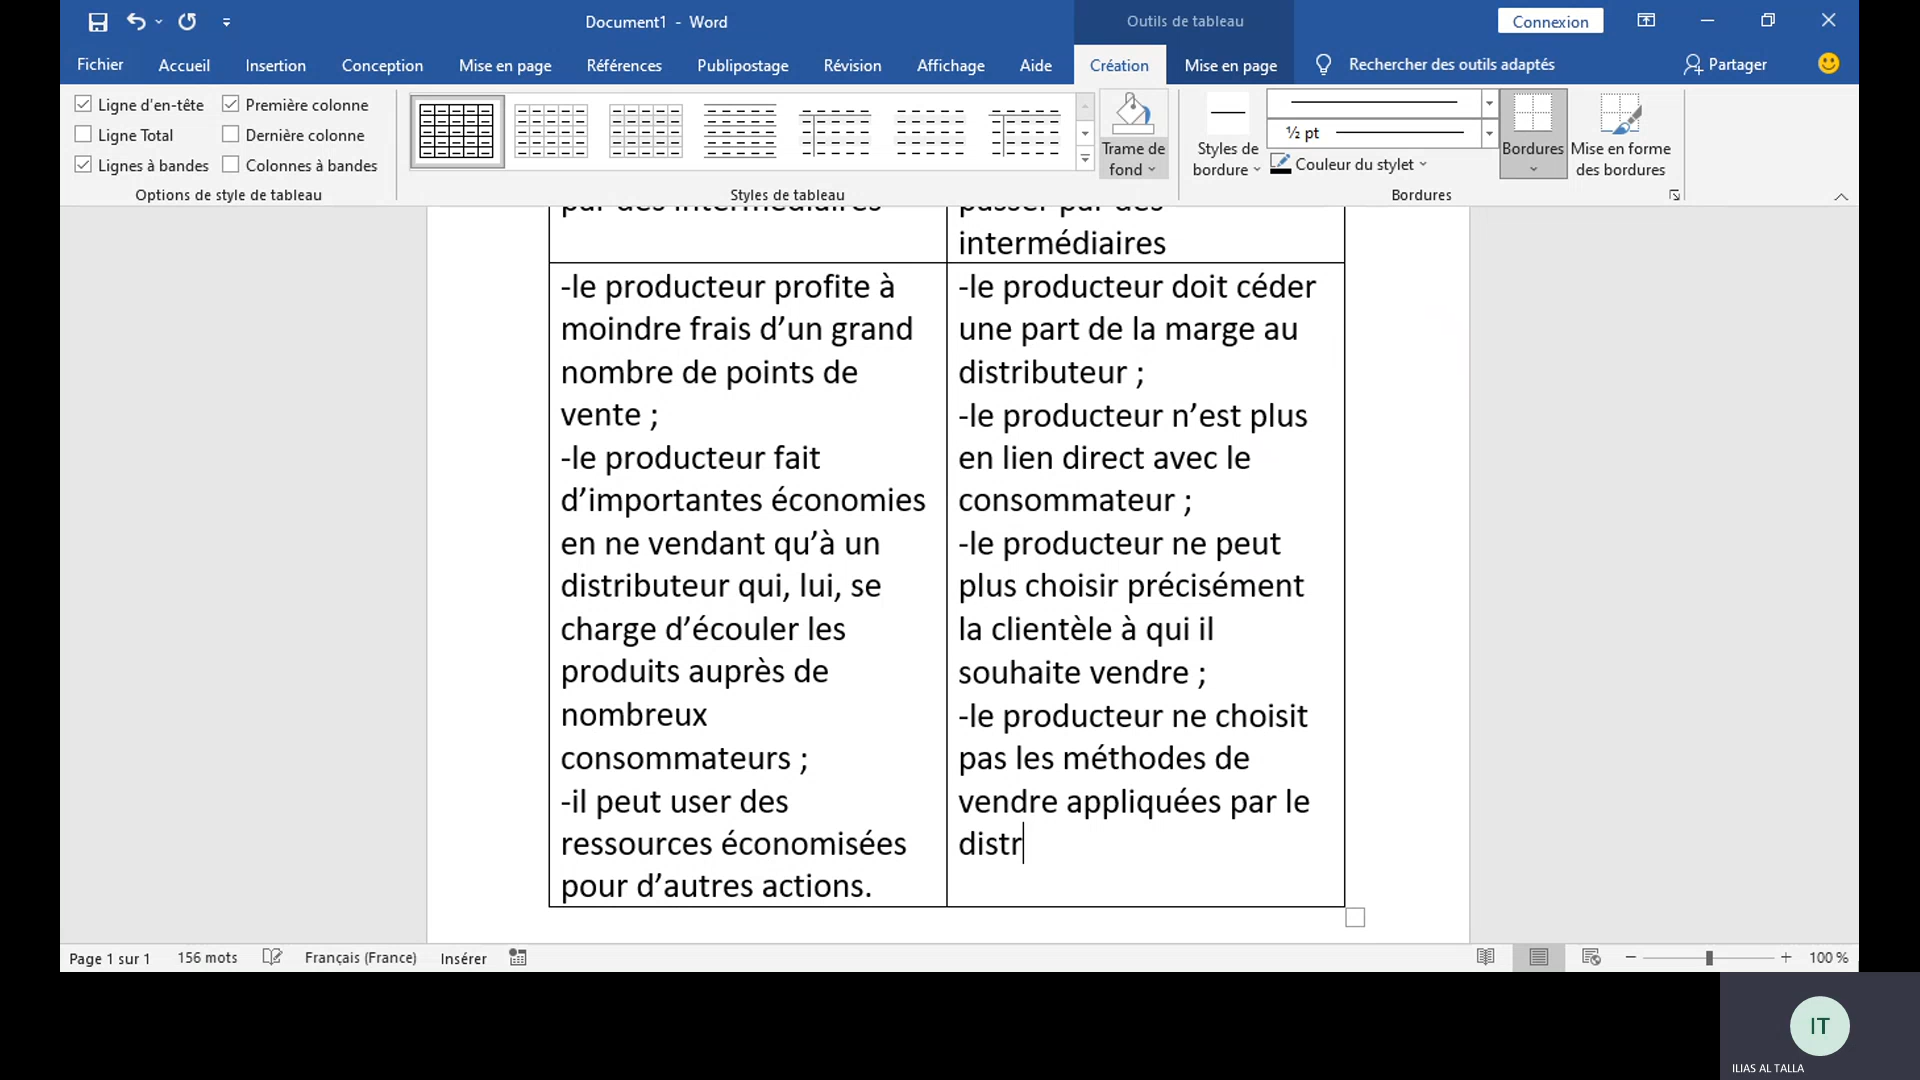 Document1 - Word
Outils de tableau
Connexion
Fichier
Accueil
Insertion
Conception
Mise en page
Références
Publipostage
Révision
Affichage
Aide
Création
Mise en page
Rechercher des outils adaptés
Partager
Ligne d'en-tête
Première colonne
Ligne Total
Dernière colonne
Lignes à bandes
Colonnes à bandes
Options de style de tableau
Styles de tableau
Trame de
fond
Styles de
bordure
½ pt
Couleur du stylet
Bordures
Mise en forme
des bordures
Bordures
par des intermédiaires
passer par des
intermédiaires
-le producteur profite à
moindre frais d’un grand
nombre de points de
vente ;
-le producteur fait
d’importantes économies
en ne vendant qu’à un
distributeur qui, lui, se
charge d’écouler les
produits auprès de
nombreux
consommateurs ;
-il peut user des
ressources économisées
pour d’autres actions.
-le producteur doit céder
une part de la marge au
distributeur ;
-le producteur n’est plus
en lien direct avec le
consommateur ;
-le producteur ne peut
plus choisir précisément
la clientèle à qui il
souhaite vendre ;
-le producteur ne choisit
pas les méthodes de
vendre appliquées par le
distr
Page 1 sur 1
156 mots
Français (France)
Insérer
100 %
IT
ILIAS AL TALLA